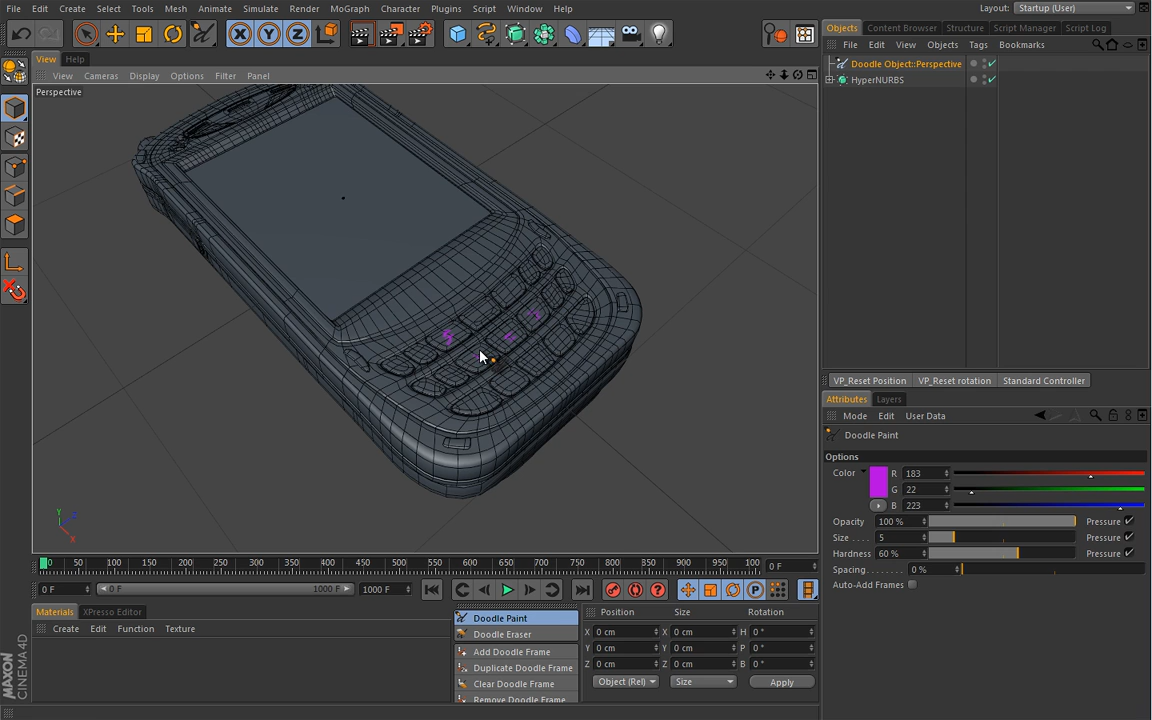 File Edit Create Select Tools Mesh Animate Simulate Render MoGraph Character Plugins Script Window Help Layout: Startup (User)
Objects Content Browser Structure Script Manager Script Log
View Help
File Edit View Objects Tags Bookmarks
View Cameras Display Options Filter Panel
Doodle Object::Perspective
HyperNURBS
Perspective
VP_Reset Position VP_Reset rotation Standard Controller
Attributes Layers
Mode Edit User Data
Doodle Paint
Options
Color R 183
G 22
B 223
Opacity 100 % Pressure
Size 5 Pressure
Hardness 60 % Pressure
Spacing 0 %
Auto-Add Frames
Y Z X
0 50 100 150 200 250 300 350 400 450 500 550 600 650 700 750 800 850 900 950 100 0 F
0 F 0 F 1000 F 1000 F
Materials XPresso Editor
Create Edit Function Texture
Doodle Paint
Doodle Eraser
Add Doodle Frame
Duplicate Doodle Frame
Clear Doodle Frame
Remove Doodle Frame
Position Size Rotation
X 0 cm X 0 cm H 0 °
Y 0 cm Y 0 cm P 0 °
Z 0 cm Z 0 cm B 0 °
Object (Rel) Size Apply
MAXON
CINEMA 4D